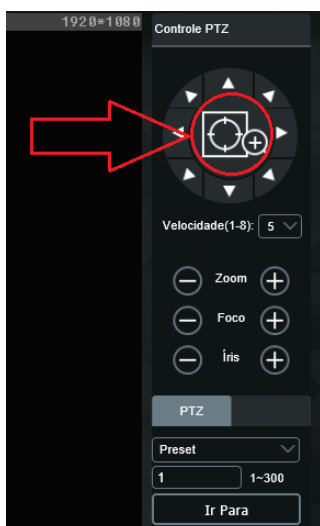 1920*1080
Controle PTZ
Velocidade(1-8): 5
Zoom
Foco
Íris
PTZ
Preset
1 1~300
Ir Para